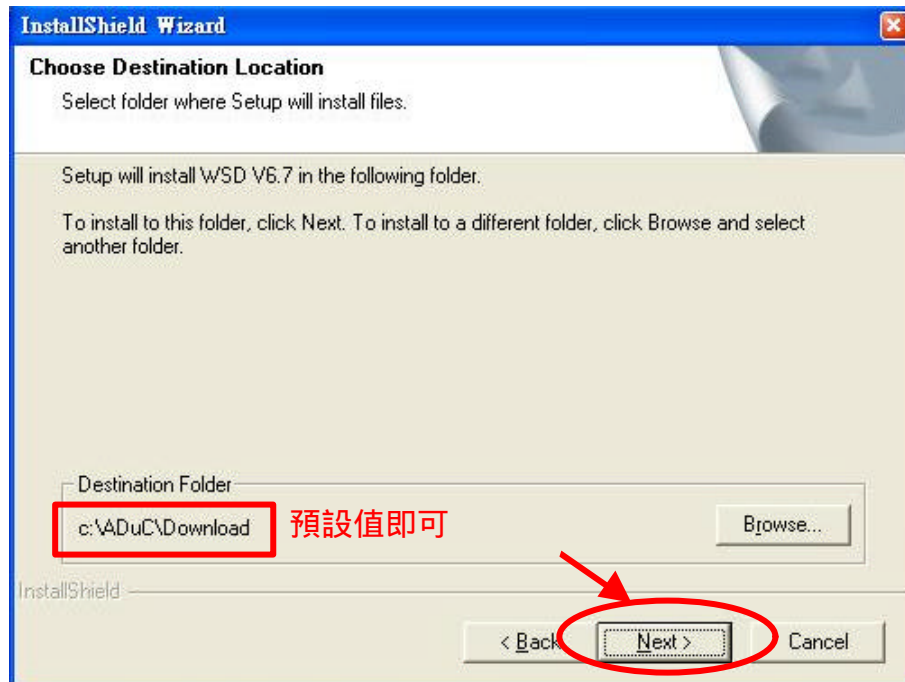 InstallShield Wizard
Choose Destination Location
Select folder where Setup will install files.
Setup will install WSD V6.7 in the following folder.
To install to this folder, click Next. To install to a different folder, click Browse and select
another folder.
Destination Folder
c:\ADuC\Download
預設值即可
Browse...
InstallShield
< Back
Next >
Cancel